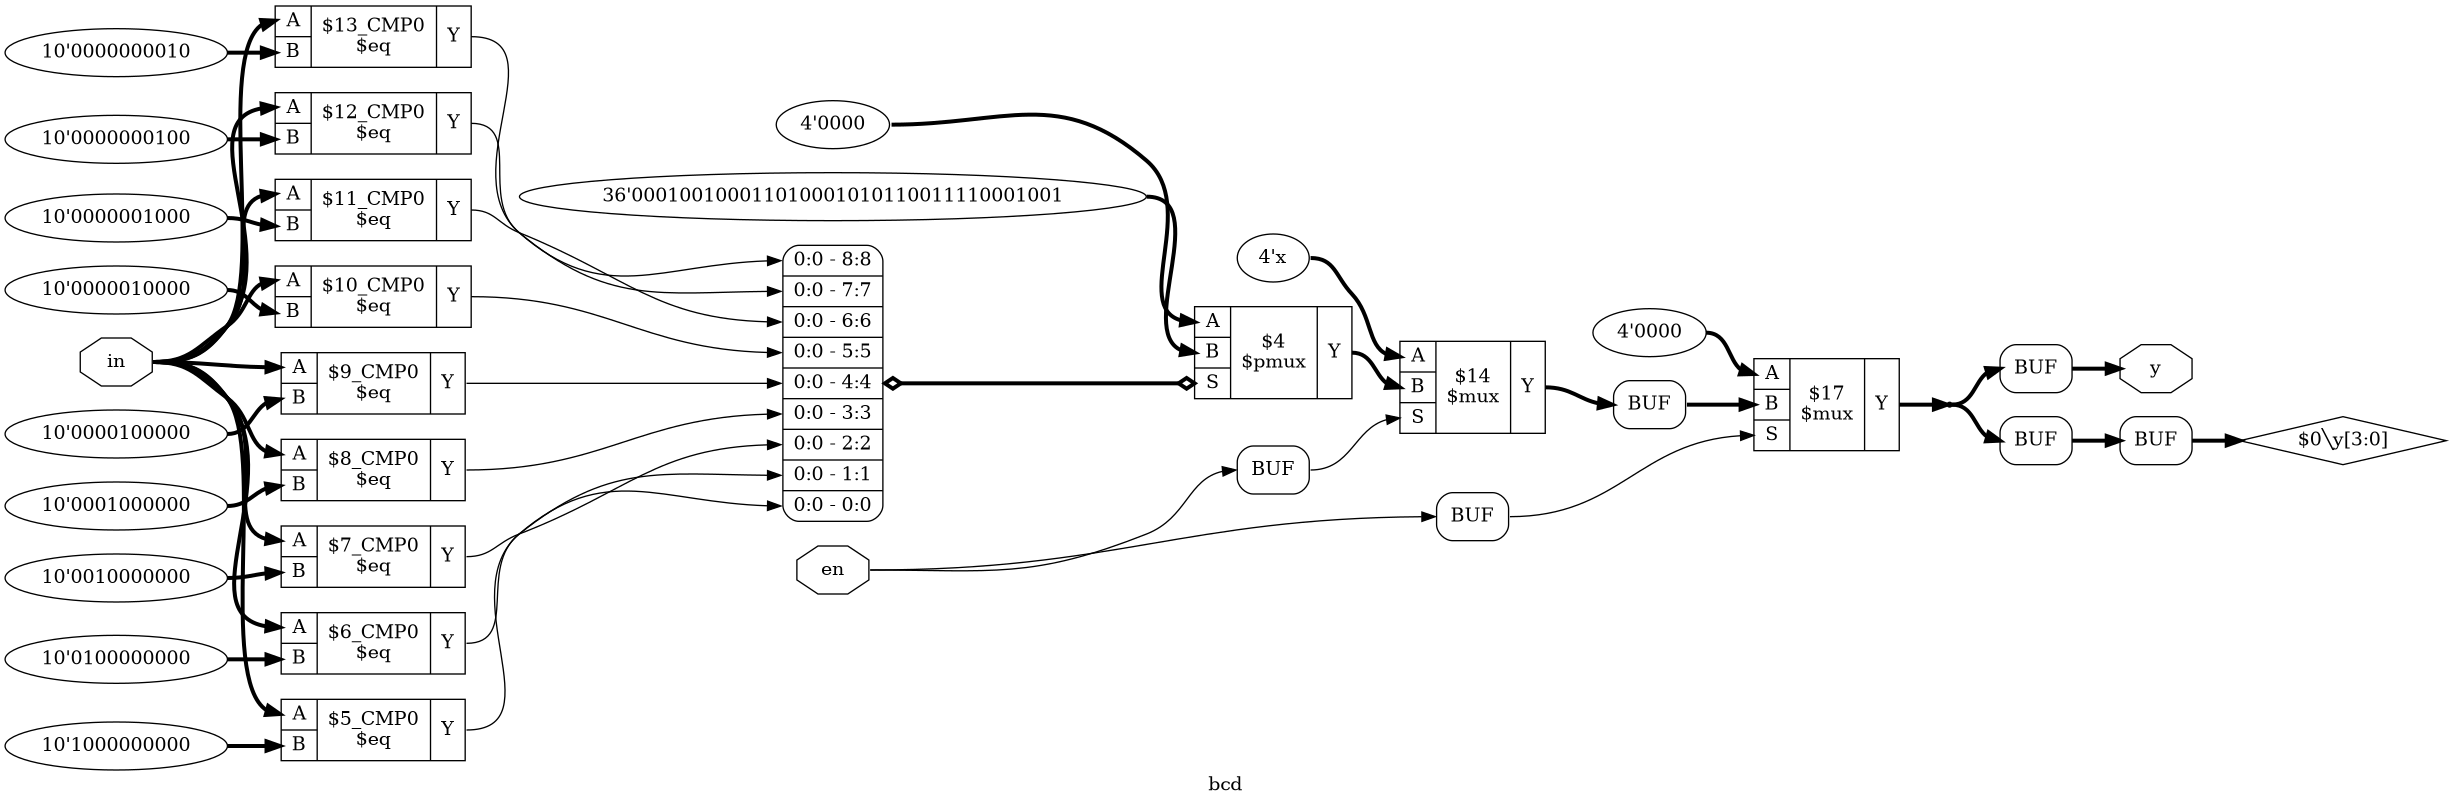 10'0000000010
A
B
$13_CMP0
$eq
Y
10'0000000100
A
B
$12_CMP0
$eq
Y
10'0000001000
A
B
$11_CMP0
$eq
Y
10'0000010000
A
B
$10_CMP0
$eq
Y
in
10'0000100000
A
B
$9_CMP0
$eq
Y
10'0001000000
A
B
$8_CMP0
$eq
Y
10'0010000000
A
B
$7_CMP0
$eq
Y
10'0100000000
A
B
$6_CMP0
$eq
Y
10'1000000000
A
B
$5_CMP0
$eq
Y
4'0000
36'000100100011010001010110011110001001
0:0 - 8:8
0:0 - 7:7
0:0 - 6:6
0:0 - 5:5
0:0 - 4:4
0:0 - 3:3
0:0 - 2:2
0:0 - 1:1
0:0 - 0:0
en
A
B
S
$4
$pmux
Y
4'x
BUF
A
B
S
$14
$mux
Y
BUF
4'0000
BUF
A
B
S
$17
$mux
Y
BUF
y
BUF
BUF
$0\y[3:0]
bcd